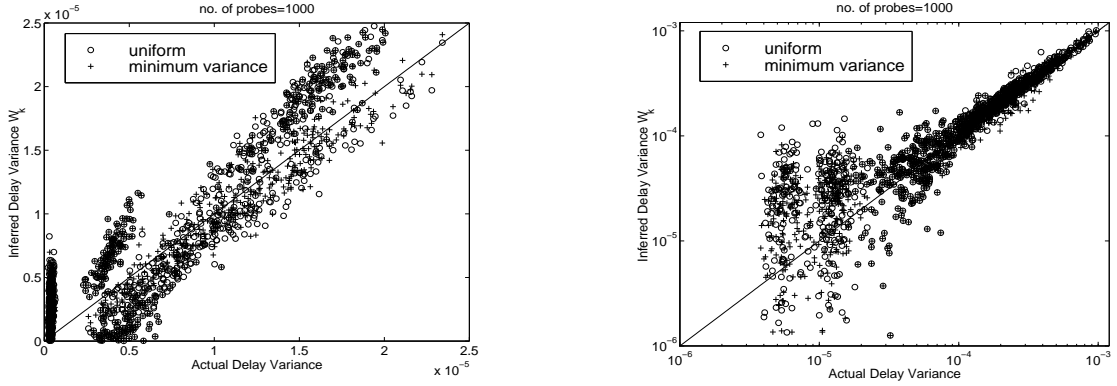 no. of probes=1000
2.5 x 10⁻⁵
uniform
minimum variance
2
1.5
1
0.5
0
Inferred Delay Variance W_k
0 0.5 1 1.5 2 2.5
x 10⁻⁵
Actual Delay Variance
no. of probes=1000
10⁻³
uniform
minimum variance
10⁻⁴
10⁻⁵
10⁻⁶
Inferred Delay Variance W_k
10⁻⁶ 10⁻⁵ 10⁻⁴ 10⁻³
Actual Delay Variance